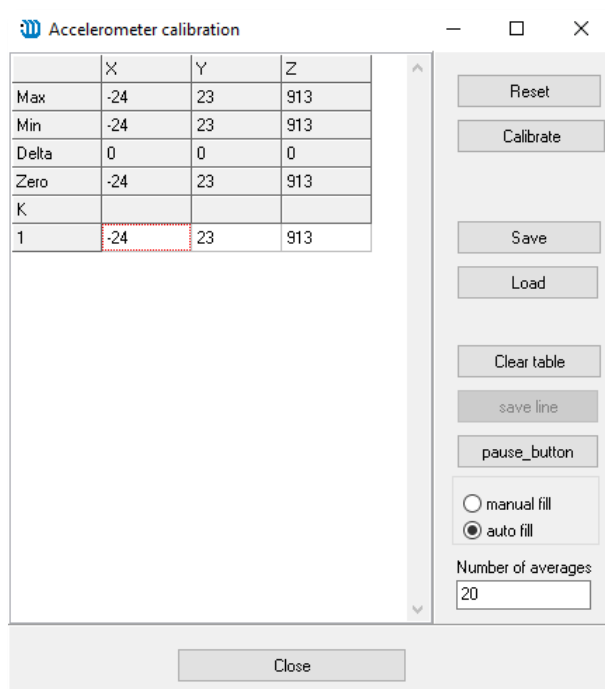 Accelerometer calibration
X Y Z
Max -24 23 913
Min -24 23 913
Delta 0 0 0
Zero -24 23 913
K
1 -24 23 913
Reset
Calibrate
Save
Load
Clear table
save line
pause_button
manual fill
auto fill
Number of averages
20
Close